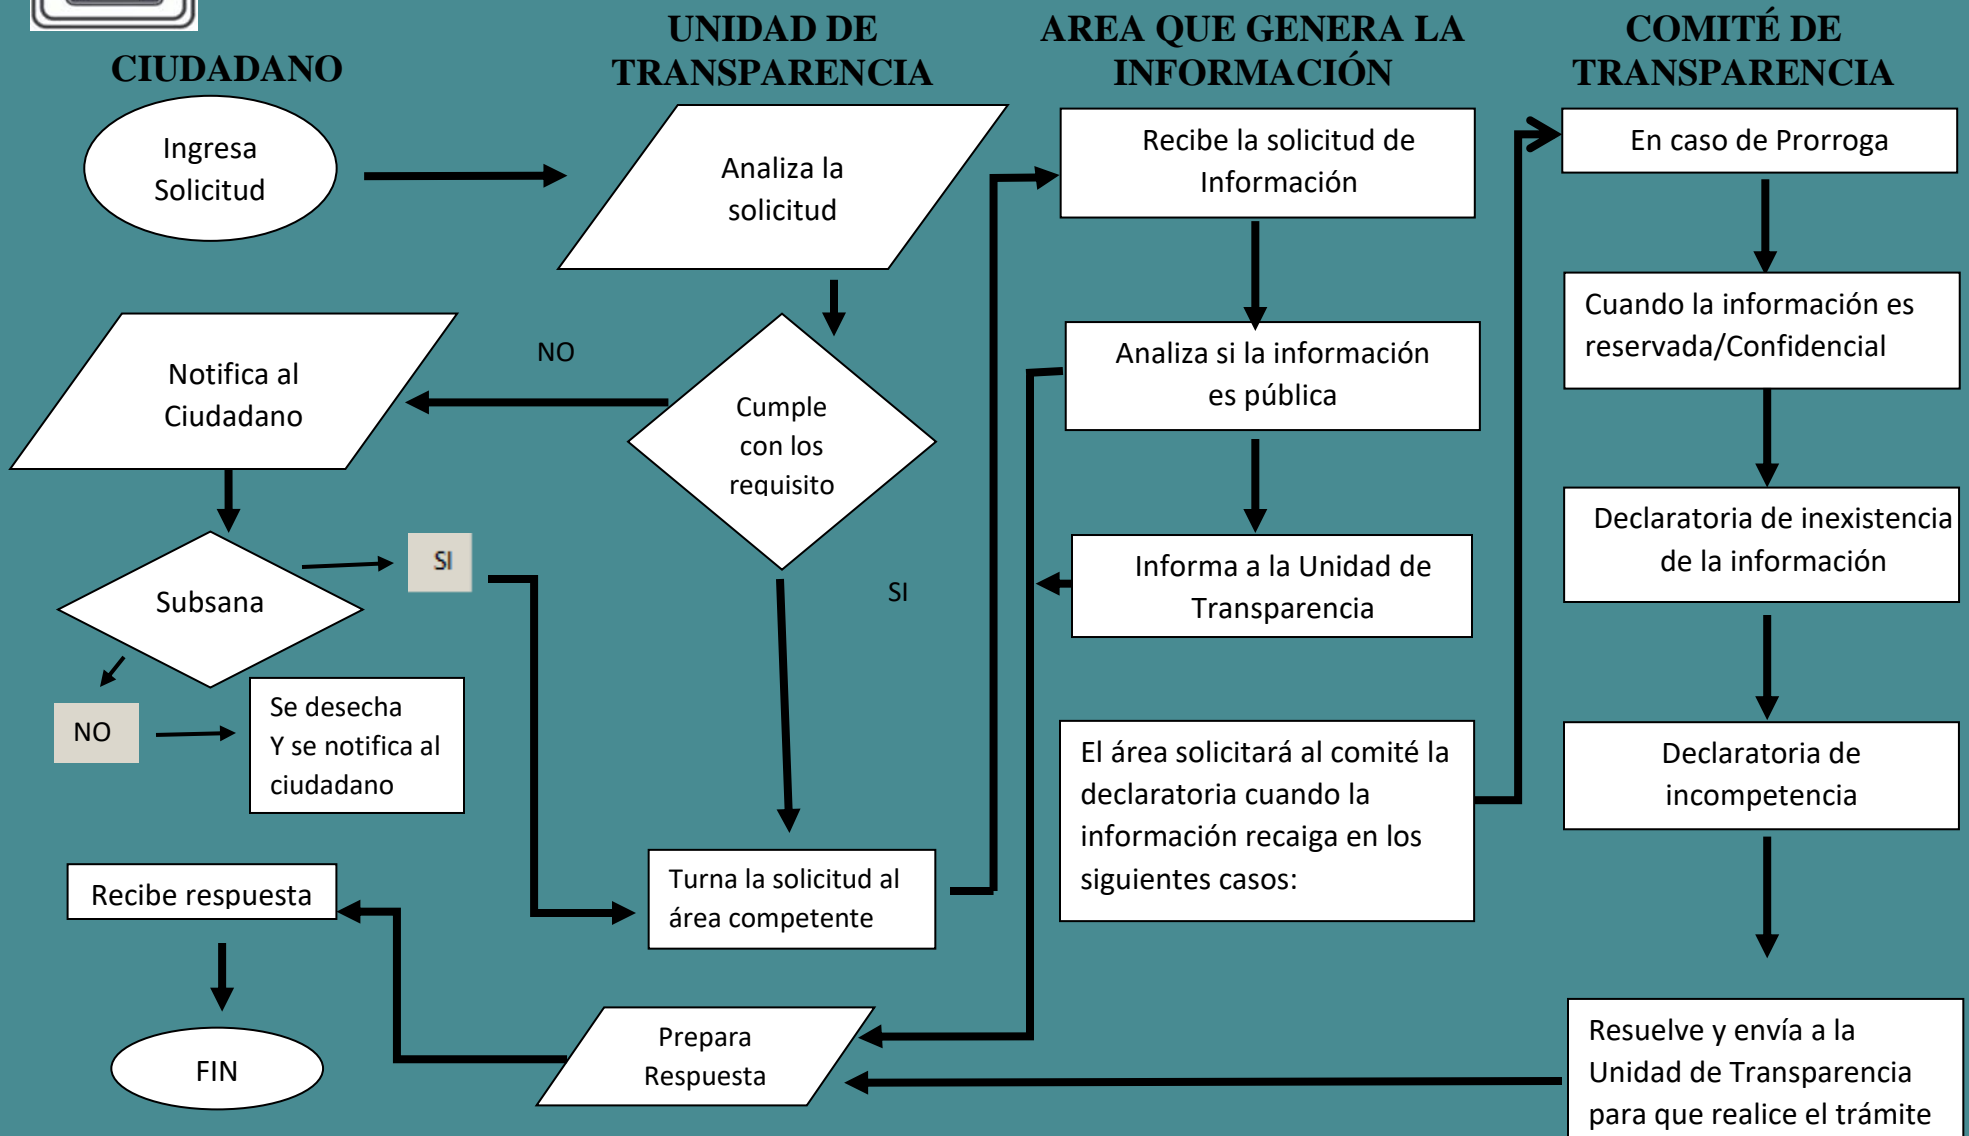 CIUDADANO
Ingresa
Solicitud
Notifica al
Ciudadano
Subsana
SI
NO
Se desecha
Y se notifica al
ciudadano
Recibe respuesta
FIN
UNIDAD DE
TRANSPARENCIA
Analiza la
solicitud
NO
Cumple
con los
requisito
SI
Turna la solicitud al
área competente
Prepara
Respuesta
AREA QUE GENERA LA
INFORMACIÓN
Recibe la solicitud de
Información
Analiza si la información
es pública
Informa a la Unidad de
Transparencia
El área solicitará al comité la
declaratoria cuando la
información recaiga en los
siguientes casos:
COMITÉ DE
TRANSPARENCIA
En caso de Prorroga
Cuando la información es
reservada/Confidencial
Declaratoria de inexistencia
de la información
Declaratoria de
incompetencia
Resuelve y envía a la
Unidad de Transparencia
para que realice el trámite